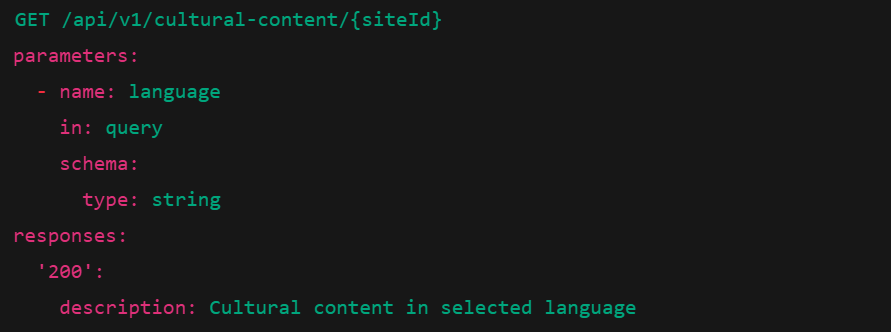 GET /api/v1/cultural-content/{siteId}
parameters:
  - name: language
    in: query
    schema:
      type: string
responses:
  '200':
    description: Cultural content in selected language